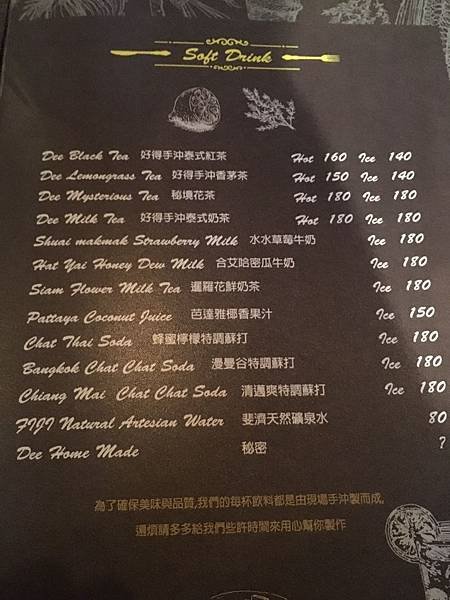 Soft Drink
Dee Black Tea 好得手沖泰式紅茶 Hot 160 Ice 140
Dee Lemongrass Tea 好得手沖香茅茶 Hot 150 Ice 140
Dee Mysterious Tea 秘境花茶 Hot 180 Ice 180
Dee Milk Tea 好得手沖泰式奶茶 Hot 180 Ice 180
Shuai makmak Strawberry Milk 水水草莓牛奶 Ice 180
Hat Yai Honey Dew Milk 合艾哈密瓜牛奶 Ice 180
Siam Flower Milk Tea 暹羅花鮮奶茶 Ice 180
Pattaya Coconut Juice 芭達雅椰香果汁 Ice 150
Chat Thai Soda 蜂蜜檸檬特調蘇打 Ice 180
Bangkok Chat Chat Soda 漫曼谷特調蘇打 Ice 180
Chiang Mai Chat Chat Soda 清邁爽特調蘇打 Ice 180
FIJI Natural Artesian Water 斐濟天然礦泉水 80
Dee Home Made 秘密 ?
為了確保美味與品質,我們的每杯飲料都是由現場手沖製而成,
還煩請多多給我們些許時間來用心幫你製作